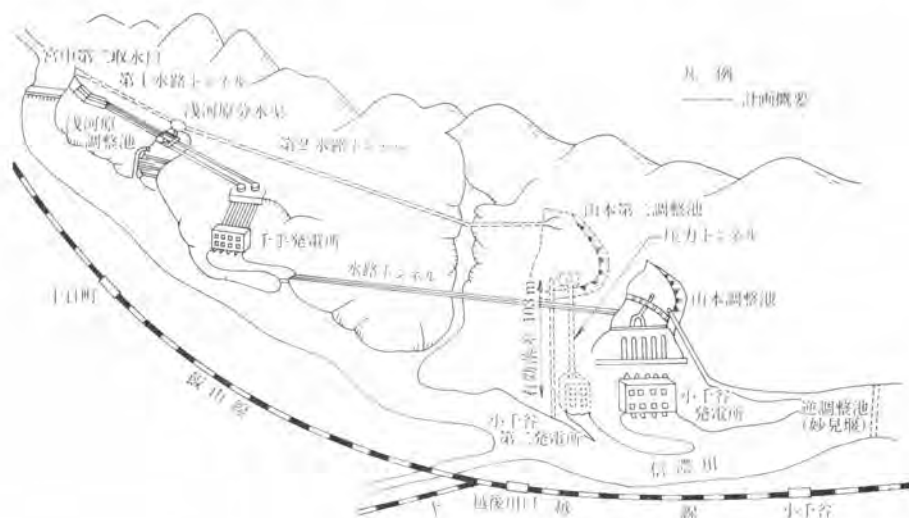 宮中第二取水口
第1水路トンネル
浅河原分水池
浅河原
調整池
第2水路トンネル
凡 例
計画概要
千手発電所
山本第二調整池
圧力トンネル
水路トンネル
山本調整池
有効落差 103m
十日町
飯山線
小千谷
第二発電所
小千谷
発電所
逆調整池
(妙見堰)
信濃川
上 越 線
越後川口
小千谷